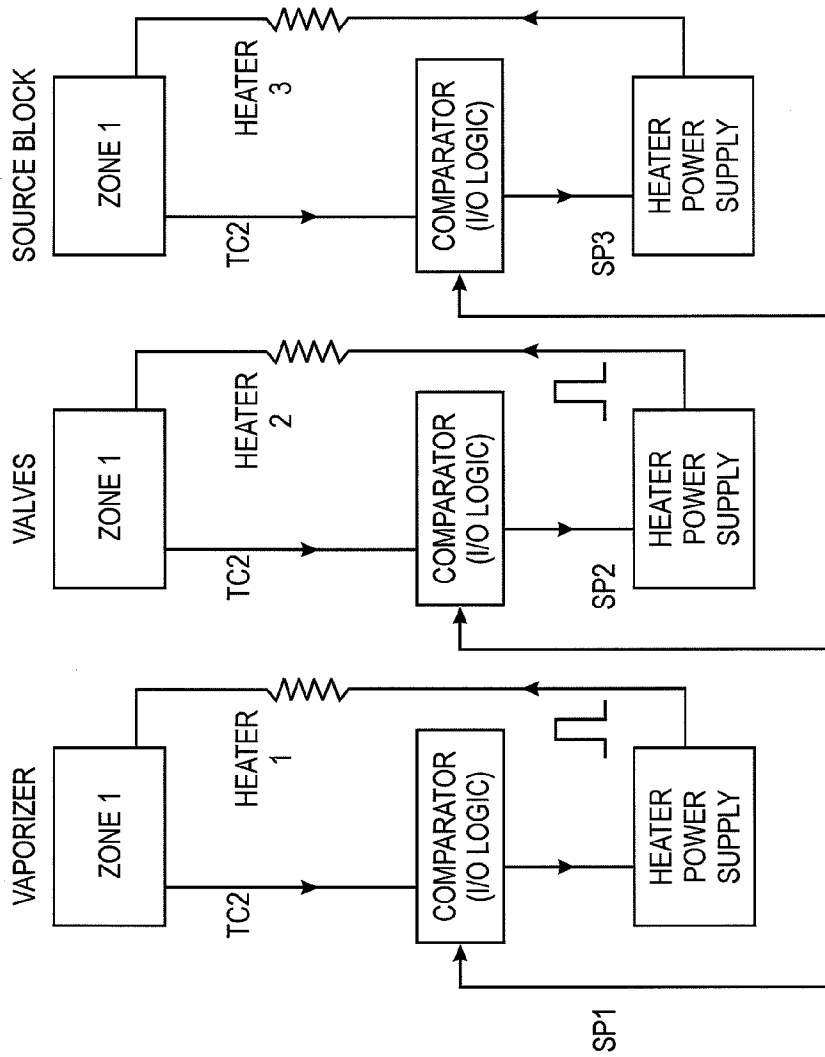 VAPORIZER
ZONE 1
TC2
HEATER
1
COMPARATOR
(I/O LOGIC)
SP1
HEATER
POWER
SUPPLY
VALVES
ZONE 1
TC2
HEATER
2
COMPARATOR
(I/O LOGIC)
SP2
HEATER
POWER
SUPPLY
SOURCE BLOCK
ZONE 1
TC2
HEATER
3
COMPARATOR
(I/O LOGIC)
SP3
HEATER
POWER
SUPPLY